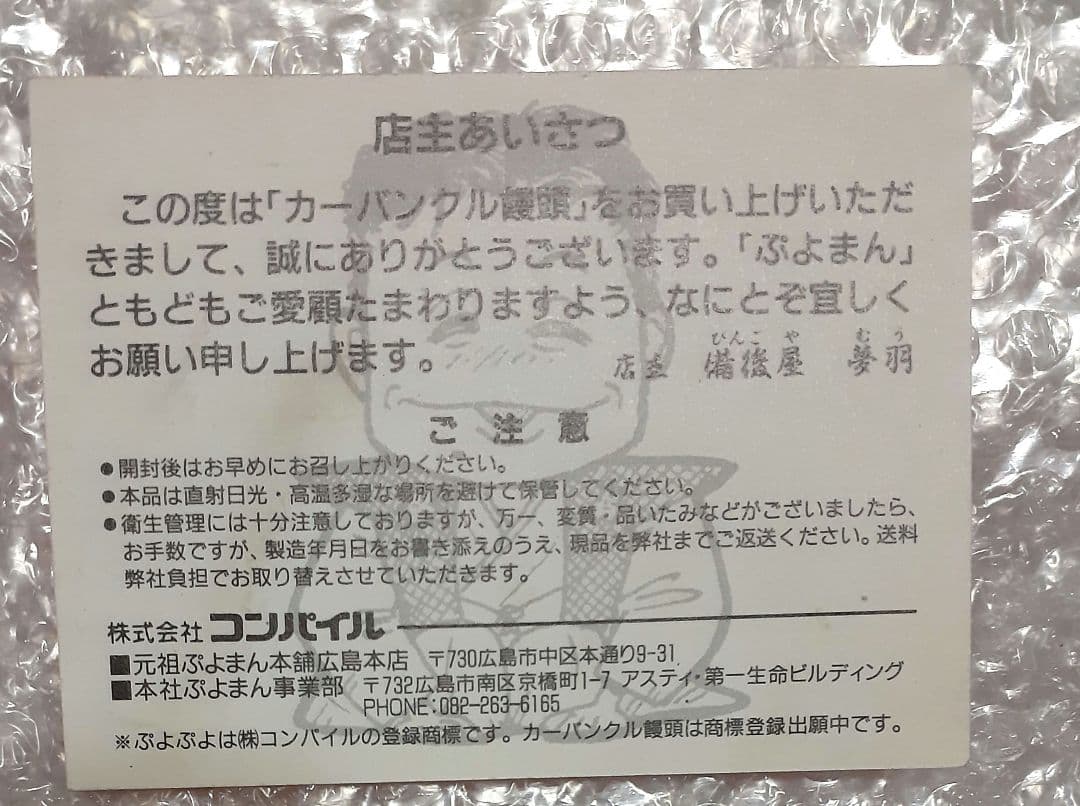 店主あいさつ
この度は「カーバンクル饅頭」をお買い上げいただ
きまして、誠にありがとうございます。「ぷよまん」
ともどもご愛顧たまわりますよう、なにとぞ宜しく
お願い申し上げます。
びんご や む う
店主 備後屋 夢羽
ご注意
●開封後はお早めにお召し上がりください。
●本品は直射日光・高温多湿な場所を避けて保管してください。
●衛生管理には十分注意しておりますが、万一、変質・品いたみなどがございましたら、
お手数ですが、製造年月日をお書き添えのうえ、現品を弊社までご返送ください。送料
弊社負担でお取り替えさせていただきます。
株式会社 コンパイル
■元祖ぷよまん本舗広島本店 〒730広島市中区本通り9-31
■本社ぷよまん事業部 〒732広島市南区京橋町1-7 アスティ・第一生命ビルディング
PHONE:082-263-6165
※ぷよぷよは㈱コンパイルの登録商標です。カーバンクル饅頭は商標登録出願中です。